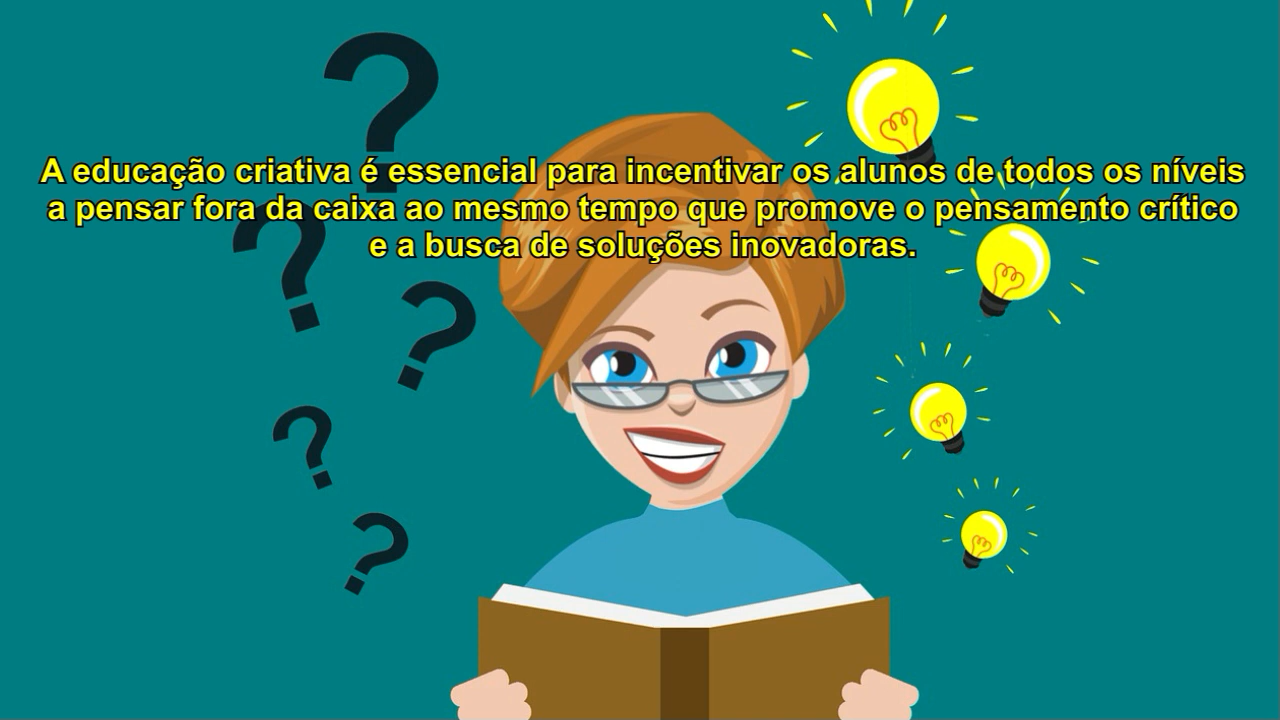 A educação criativa é essencial para incentivar os alunos de todos os níveis
a pensar fora da caixa ao mesmo tempo que promove o pensamento crítico
e a busca de soluções inovadoras.